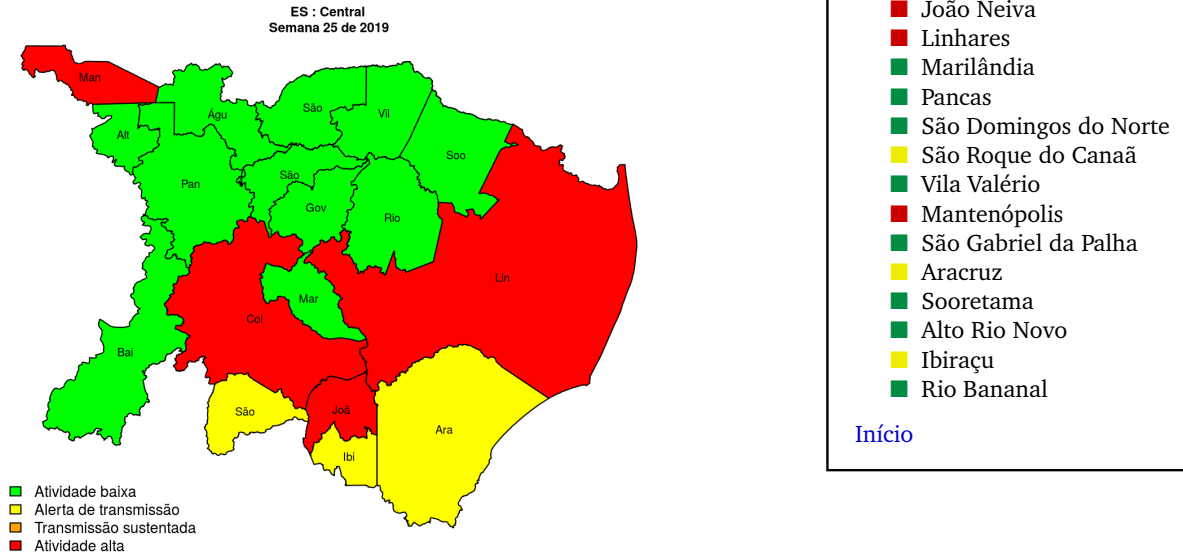 ES : Central
Semana 25 de 2019
Man
Águ
São
Vil
Alt
Soo
Pan
São
Gov
Rio
Lin
Mar
Col
Bai
São
Joã
Ara
Ibi
Atividade baixa
Alerta de transmissão
Transmissão sustentada
Atividade alta
João Neiva
Linhares
Marilândia
Pancas
São Domingos do Norte
São Roque do Canaã
Vila Valério
Mantenópolis
São Gabriel da Palha
Aracruz
Sooretama
Alto Rio Novo
Ibiraçu
Rio Bananal
Início